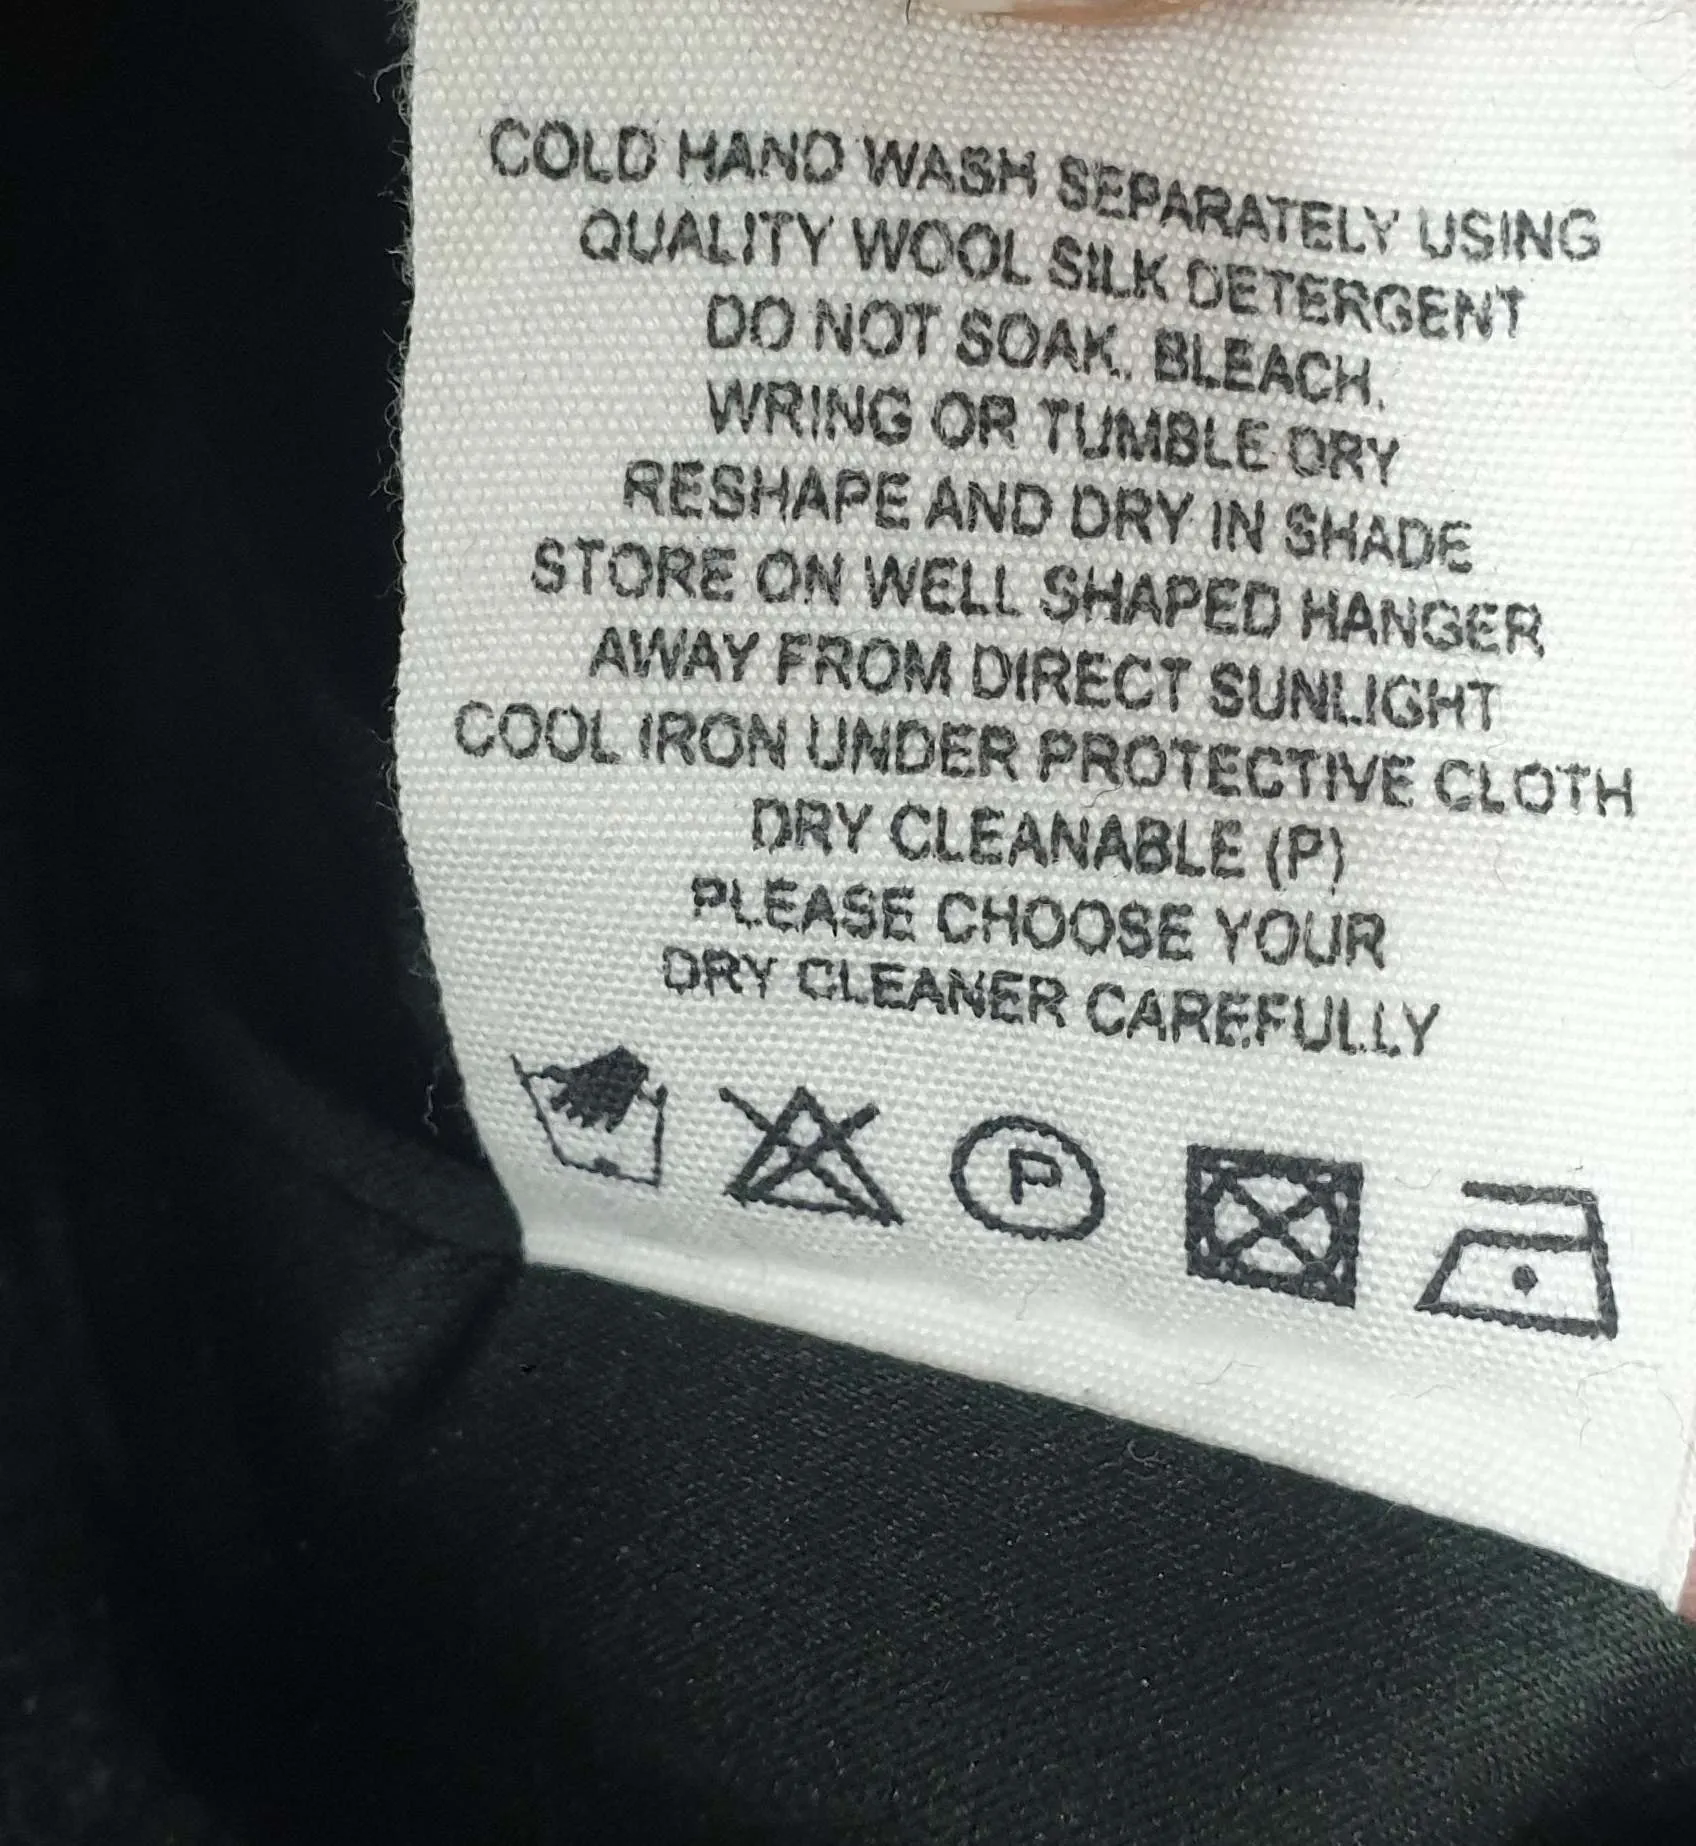 COLD HAND WASH SEPARATELY USING
QUALITY WOOL SILK DETERGENT
DO NOT SOAK, BLEACH,
WRING OR TUMBLE DRY
RESHAPE AND DRY IN SHADE
STORE ON WELL SHAPED HANGER
AWAY FROM DIRECT SUNLIGHT
COOL IRON UNDER PROTECTIVE CLOTH
DRY CLEANABLE (P)
PLEASE CHOOSE YOUR
DRY CLEANER CAREFULLY
P